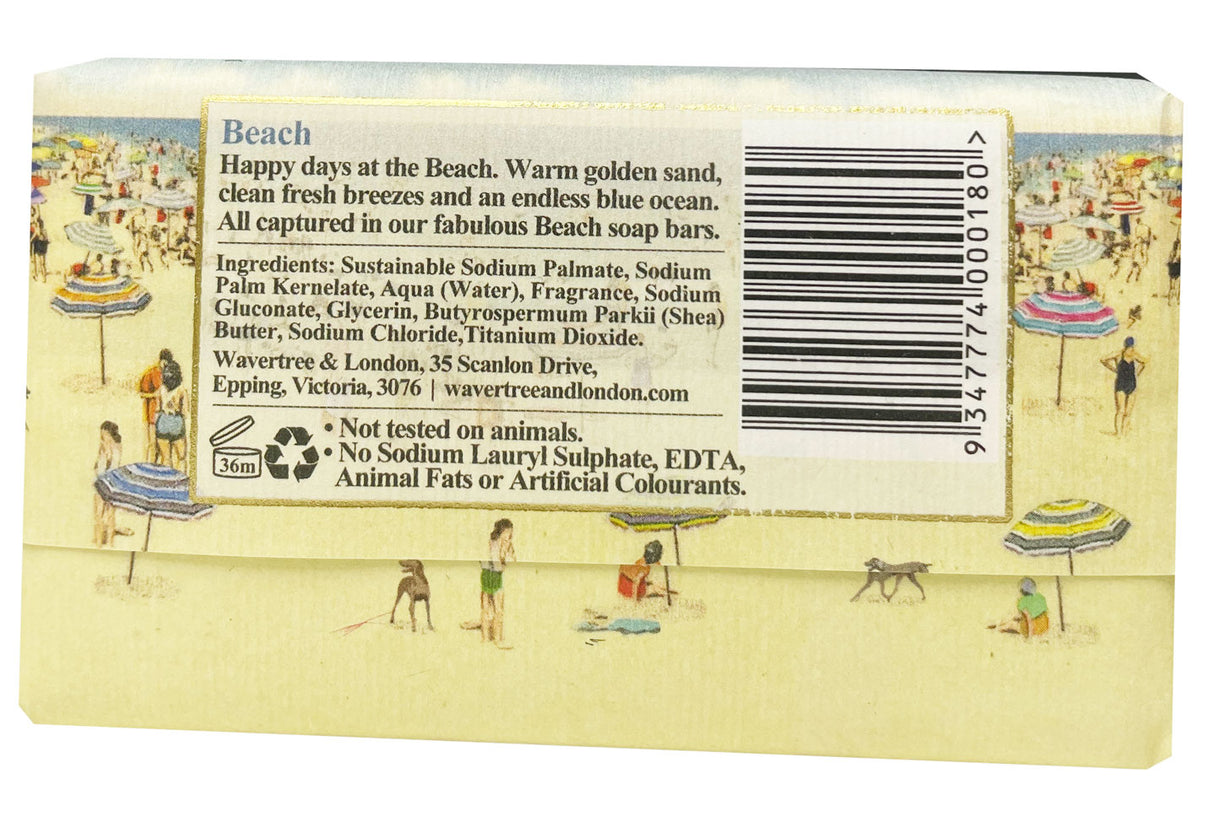 Beach
Happy days at the Beach. Warm golden sand,
clean fresh breezes and an endless blue ocean.
All captured in our fabulous Beach soap bars.
Ingredients: Sustainable Sodium Palmate, Sodium
Palm Kernelate, Aqua (Water), Fragrance, Sodium
Gluconate, Glycerin, Butyrospermum Parkii (Shea)
Butter, Sodium Chloride,Titanium Dioxide.
Wavertree & London, 35 Scanlon Drive,
Epping, Victoria, 3076 | wavertreeandlondon.com
36m
• Not tested on animals.
• No Sodium Lauryl Sulphate, EDTA,
Animal Fats or Artificial Colourants.
9 347774 000180 >